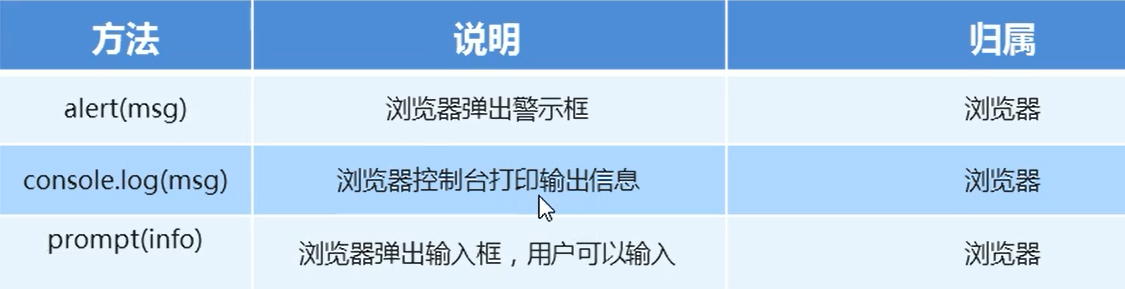 方法 说明 归属
alert(msg) 浏览器弹出警示框 浏览器
console.log(msg) 浏览器控制台打印输出信息 浏览器
prompt(info) 浏览器弹出输入框，用户可以输入 浏览器